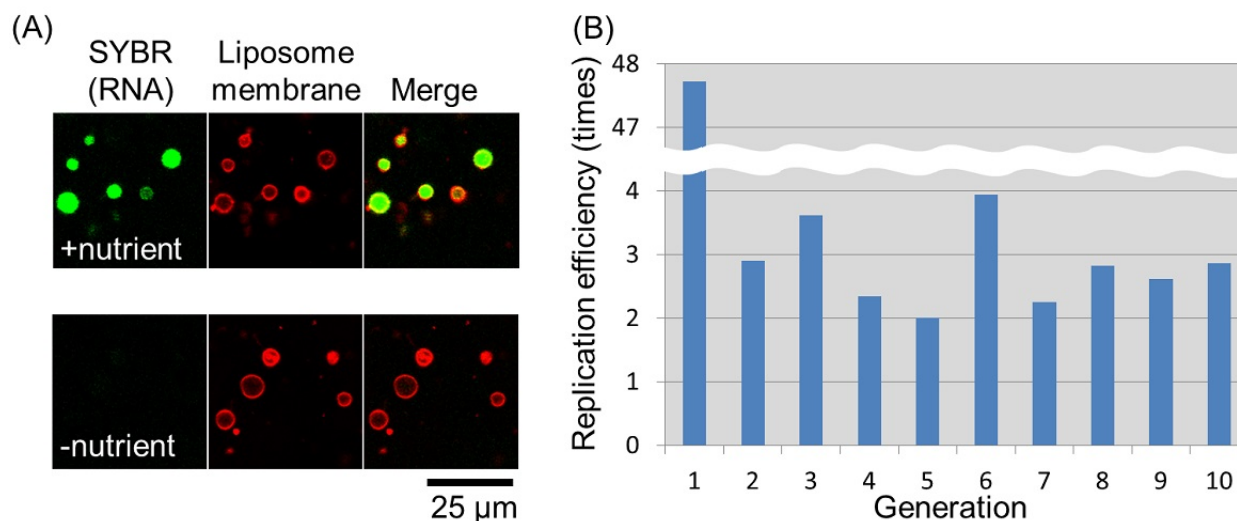 (A)
SYBR
(RNA)
Liposome
membrane
Merge
+nutrient
-nutrient
25 µm
(B)
Replication efficiency (times)
48
47
4
3
2
1
0
1 2 3 4 5 6 7 8 9 10
Generation